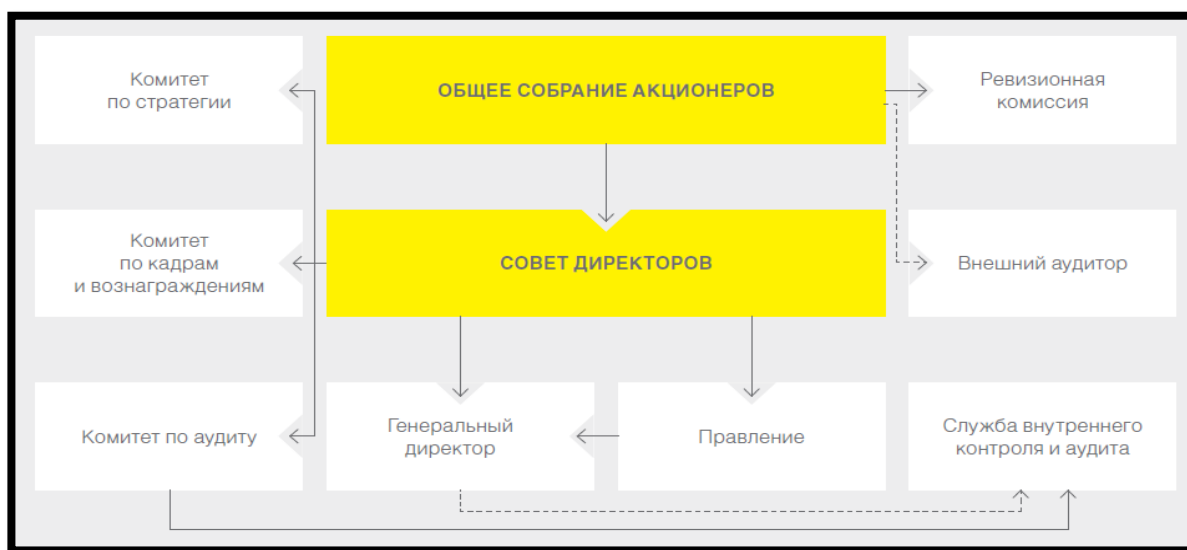 Комитет
по стратегии
ОБЩЕЕ СОБРАНИЕ АКЦИОНЕРОВ
Ревизионная
комиссия
Комитет
по кадрам
и вознаграждениям
СОВЕТ ДИРЕКТОРОВ
Внешний аудитор
Комитет по аудиту
Генеральный
директор
Правление
Служба внутреннего
контроля и аудита